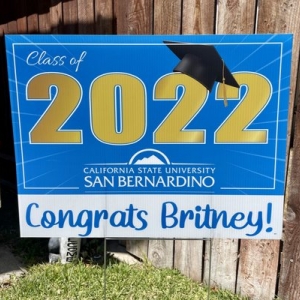 Class of
2022
CALIFORNIA STATE UNIVERSITY
SAN BERNARDINO
Congrats Britney!